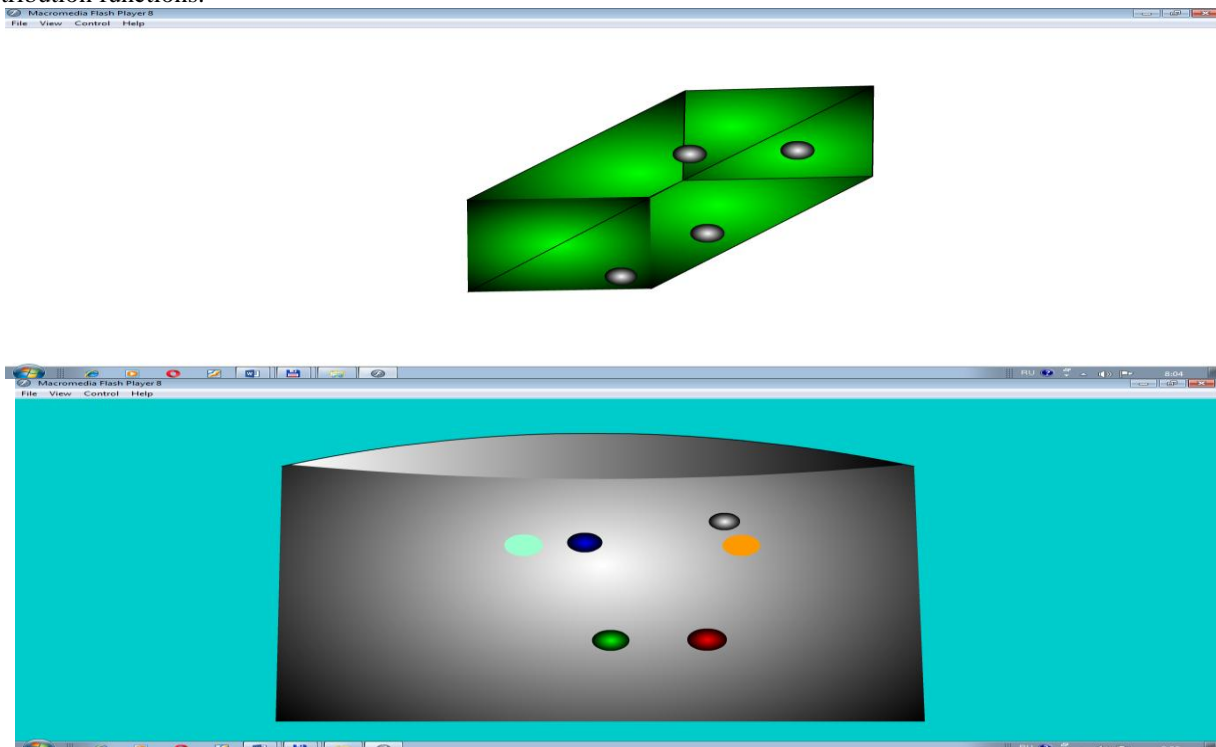 tribution functions.
Macromedia Flash Player 8
File View Control Help
RU 8:04
Macromedia Flash Player 8
File View Control Help